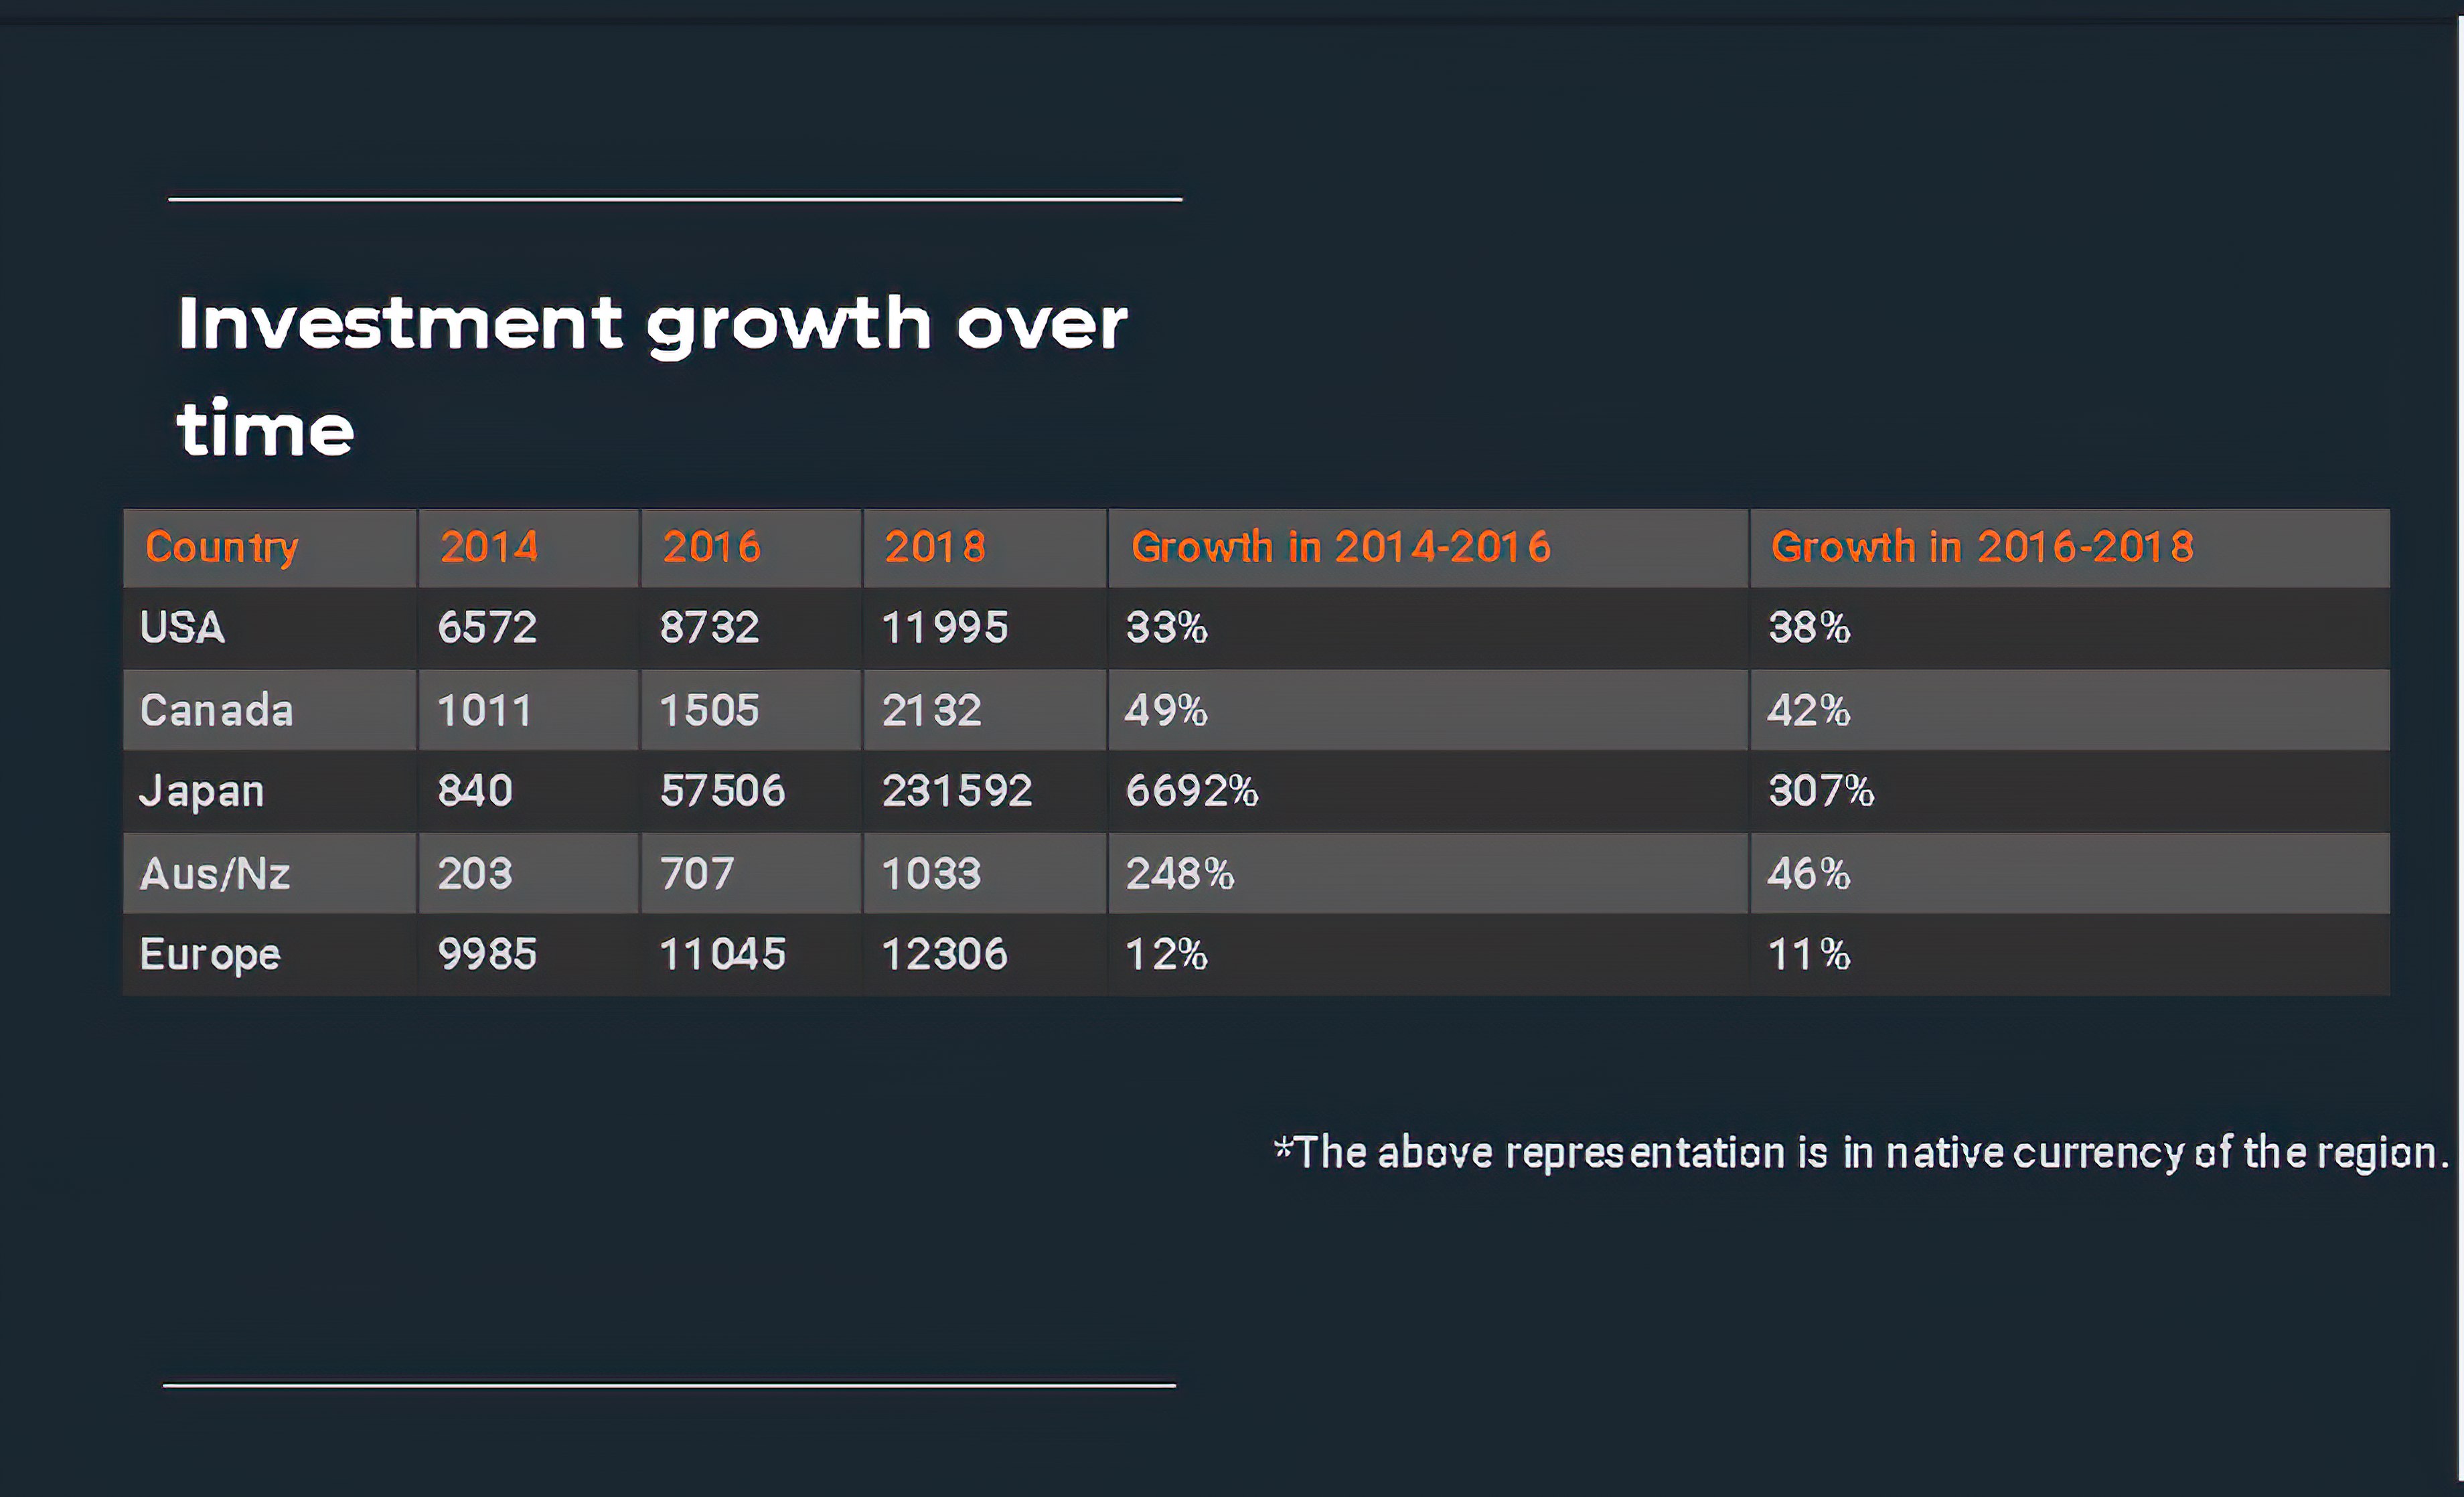 Investment growth over
time
Country 2014 2016 2018 Growth in 2014-2016 Growth in 2016-2018
USA 6572 8732 11995 33% 38%
Canada 1011 1505 2132 49% 42%
Japan 840 57506 231592 6692% 307%
Aus/Nz 203 707 1033 248% 46%
Europe 9985 11045 12306 12% 11%
*The above representation is in native currency of the region.